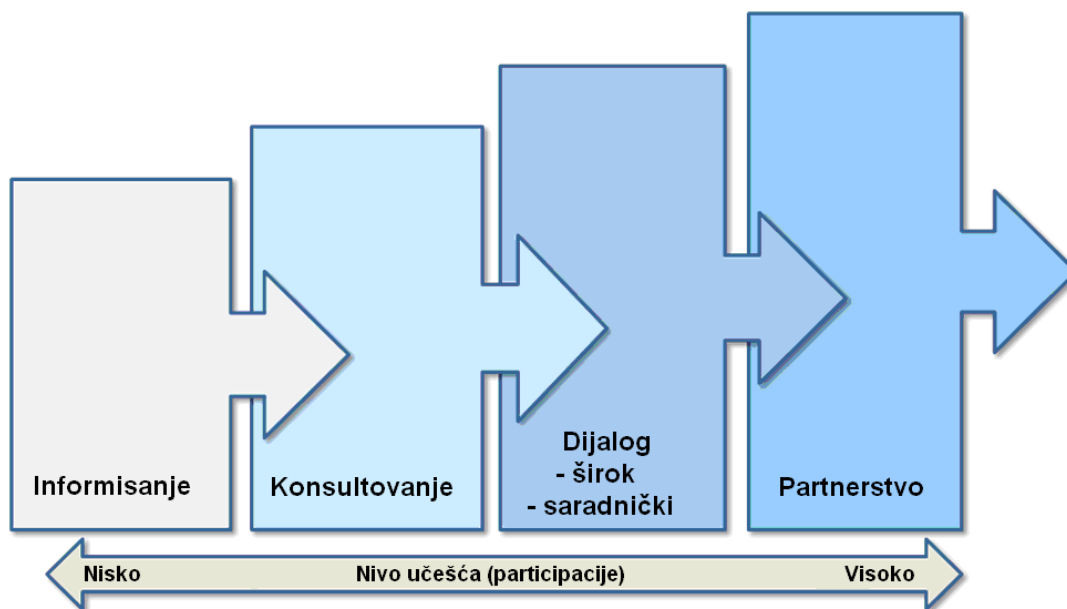 Informisanje
Konsultovanje
Dijalog
- širok
- saradnički
Partnerstvo
Nisko
Nivo učešća (participacije)
Visoko